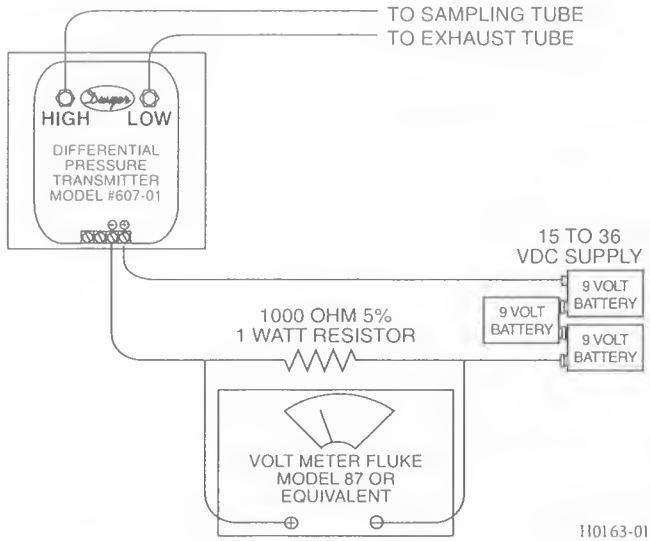 TO SAMPLING TUBE
TO EXHAUST TUBE
Dwyer
HIGH LOW
DIFFERENTIAL
PRESSURE
TRANSMITTER
MODEL #607-01
⊖ ⊕
15 TO 36
VDC SUPPLY
9 VOLT
BATTERY
9 VOLT
BATTERY
9 VOLT
BATTERY
1000 OHM 5%
1 WATT RESISTOR
VOLT METER FLUKE
MODEL 87 OR
EQUIVALENT
⊕ ⊖
H0163-01